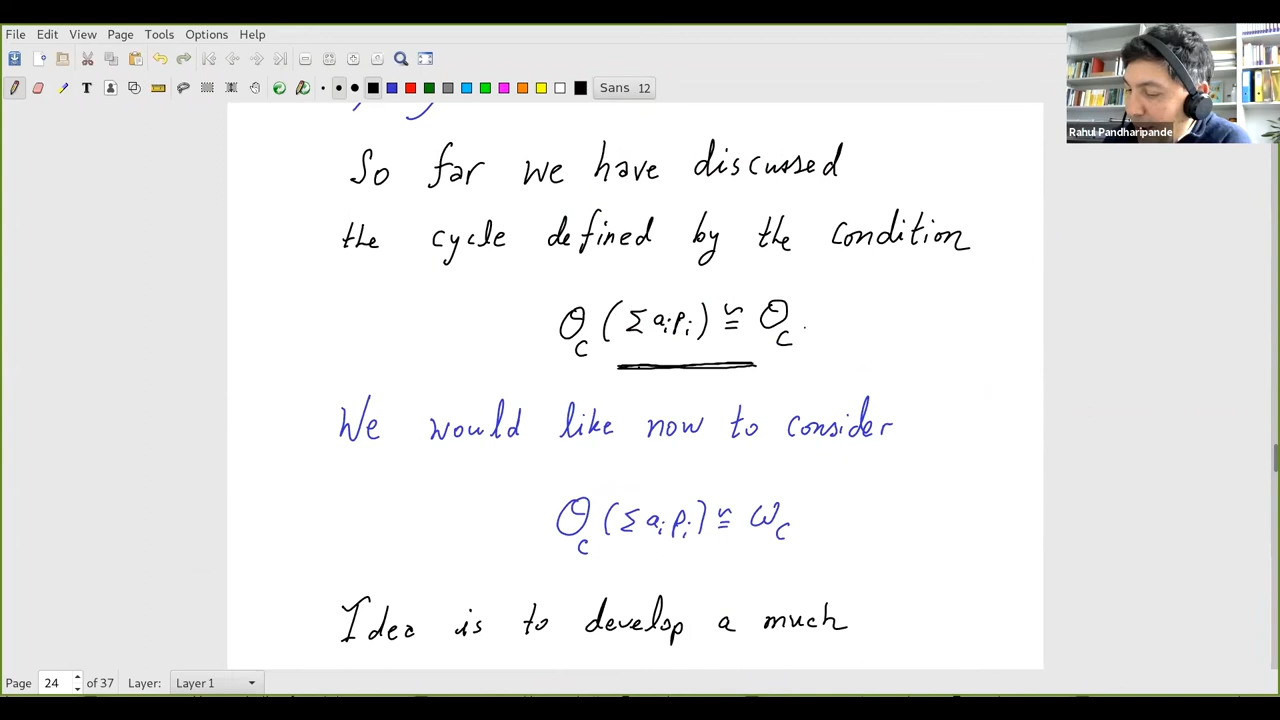 File Edit View Page Tools Options Help
Sans 12
Rahul Pandharipande
So far we have discussed
the cycle defined by the condition
O_C (Σ a_i p_i) ≅ O_C.
We would like now to consider
O_C (Σ a_i p_i) ≅ ω_C
Idea is to develop a much
Page 24 of 37 Layer: Layer 1